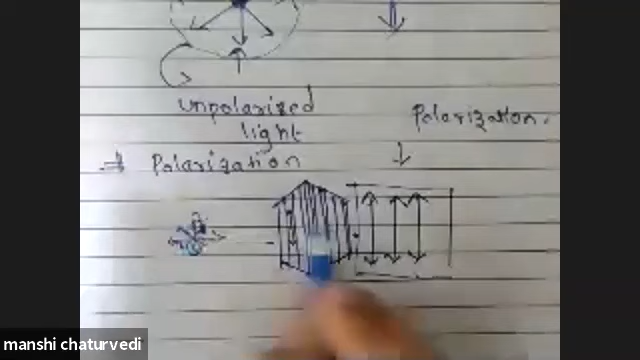 unpolarized
light
Polarization.
→ Polarization
manshi chaturvedi